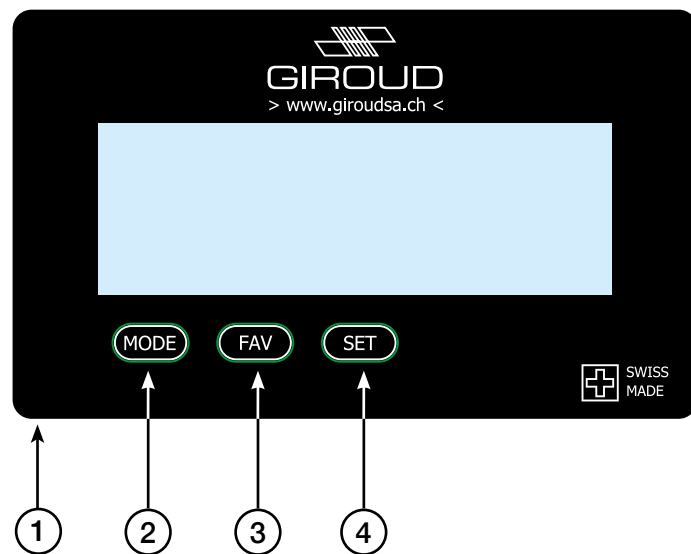 GIROUD
> www.giroudsa.ch <
MODE FAV SET
SWISS
MADE
1 2 3 4